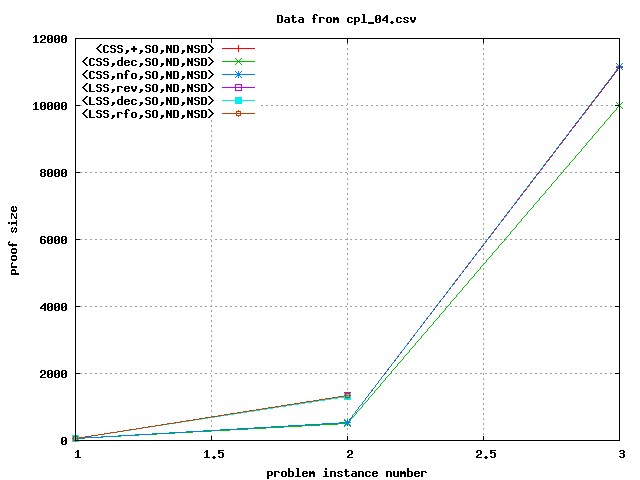 Data from cpl_04.csv
12000
10000
8000
6000
4000
2000
0
proof size
<CSS,+,SO,ND,NSD>
<CSS,dec,SO,ND,NSD>
<CSS,nfo,SO,ND,NSD>
<LSS,rev,SO,ND,NSD>
<LSS,dec,SO,ND,NSD>
<LSS,rfo,SO,ND,NSD>
1 1.5 2 2.5 3
problem instance number